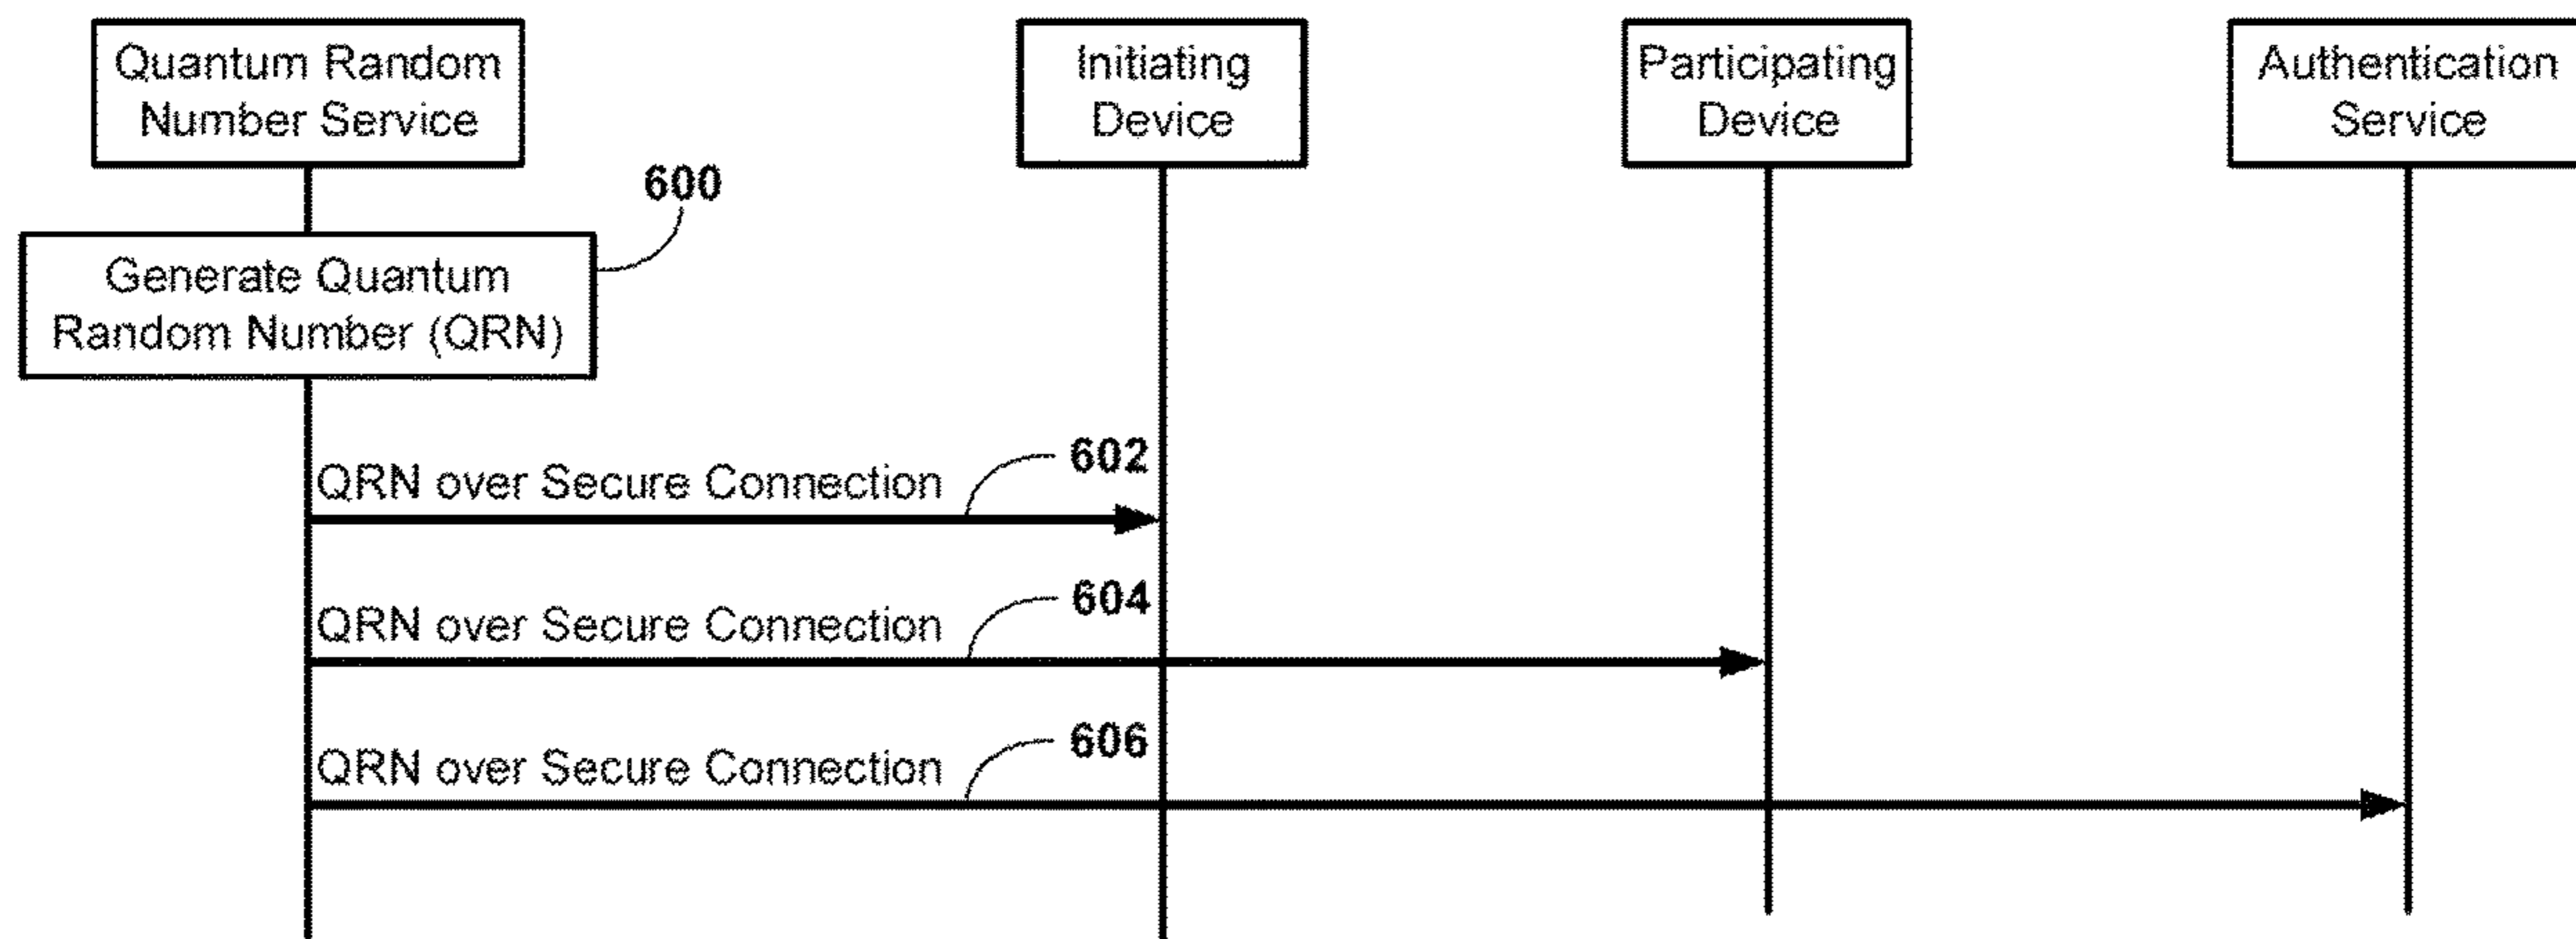 Quantum Random
Number Service
Initiating
Device
Participating
Device
Authentication
Service
600
Generate Quantum
Random Number (QRN)
602
QRN over Secure Connection
604
QRN over Secure Connection
606
QRN over Secure Connection